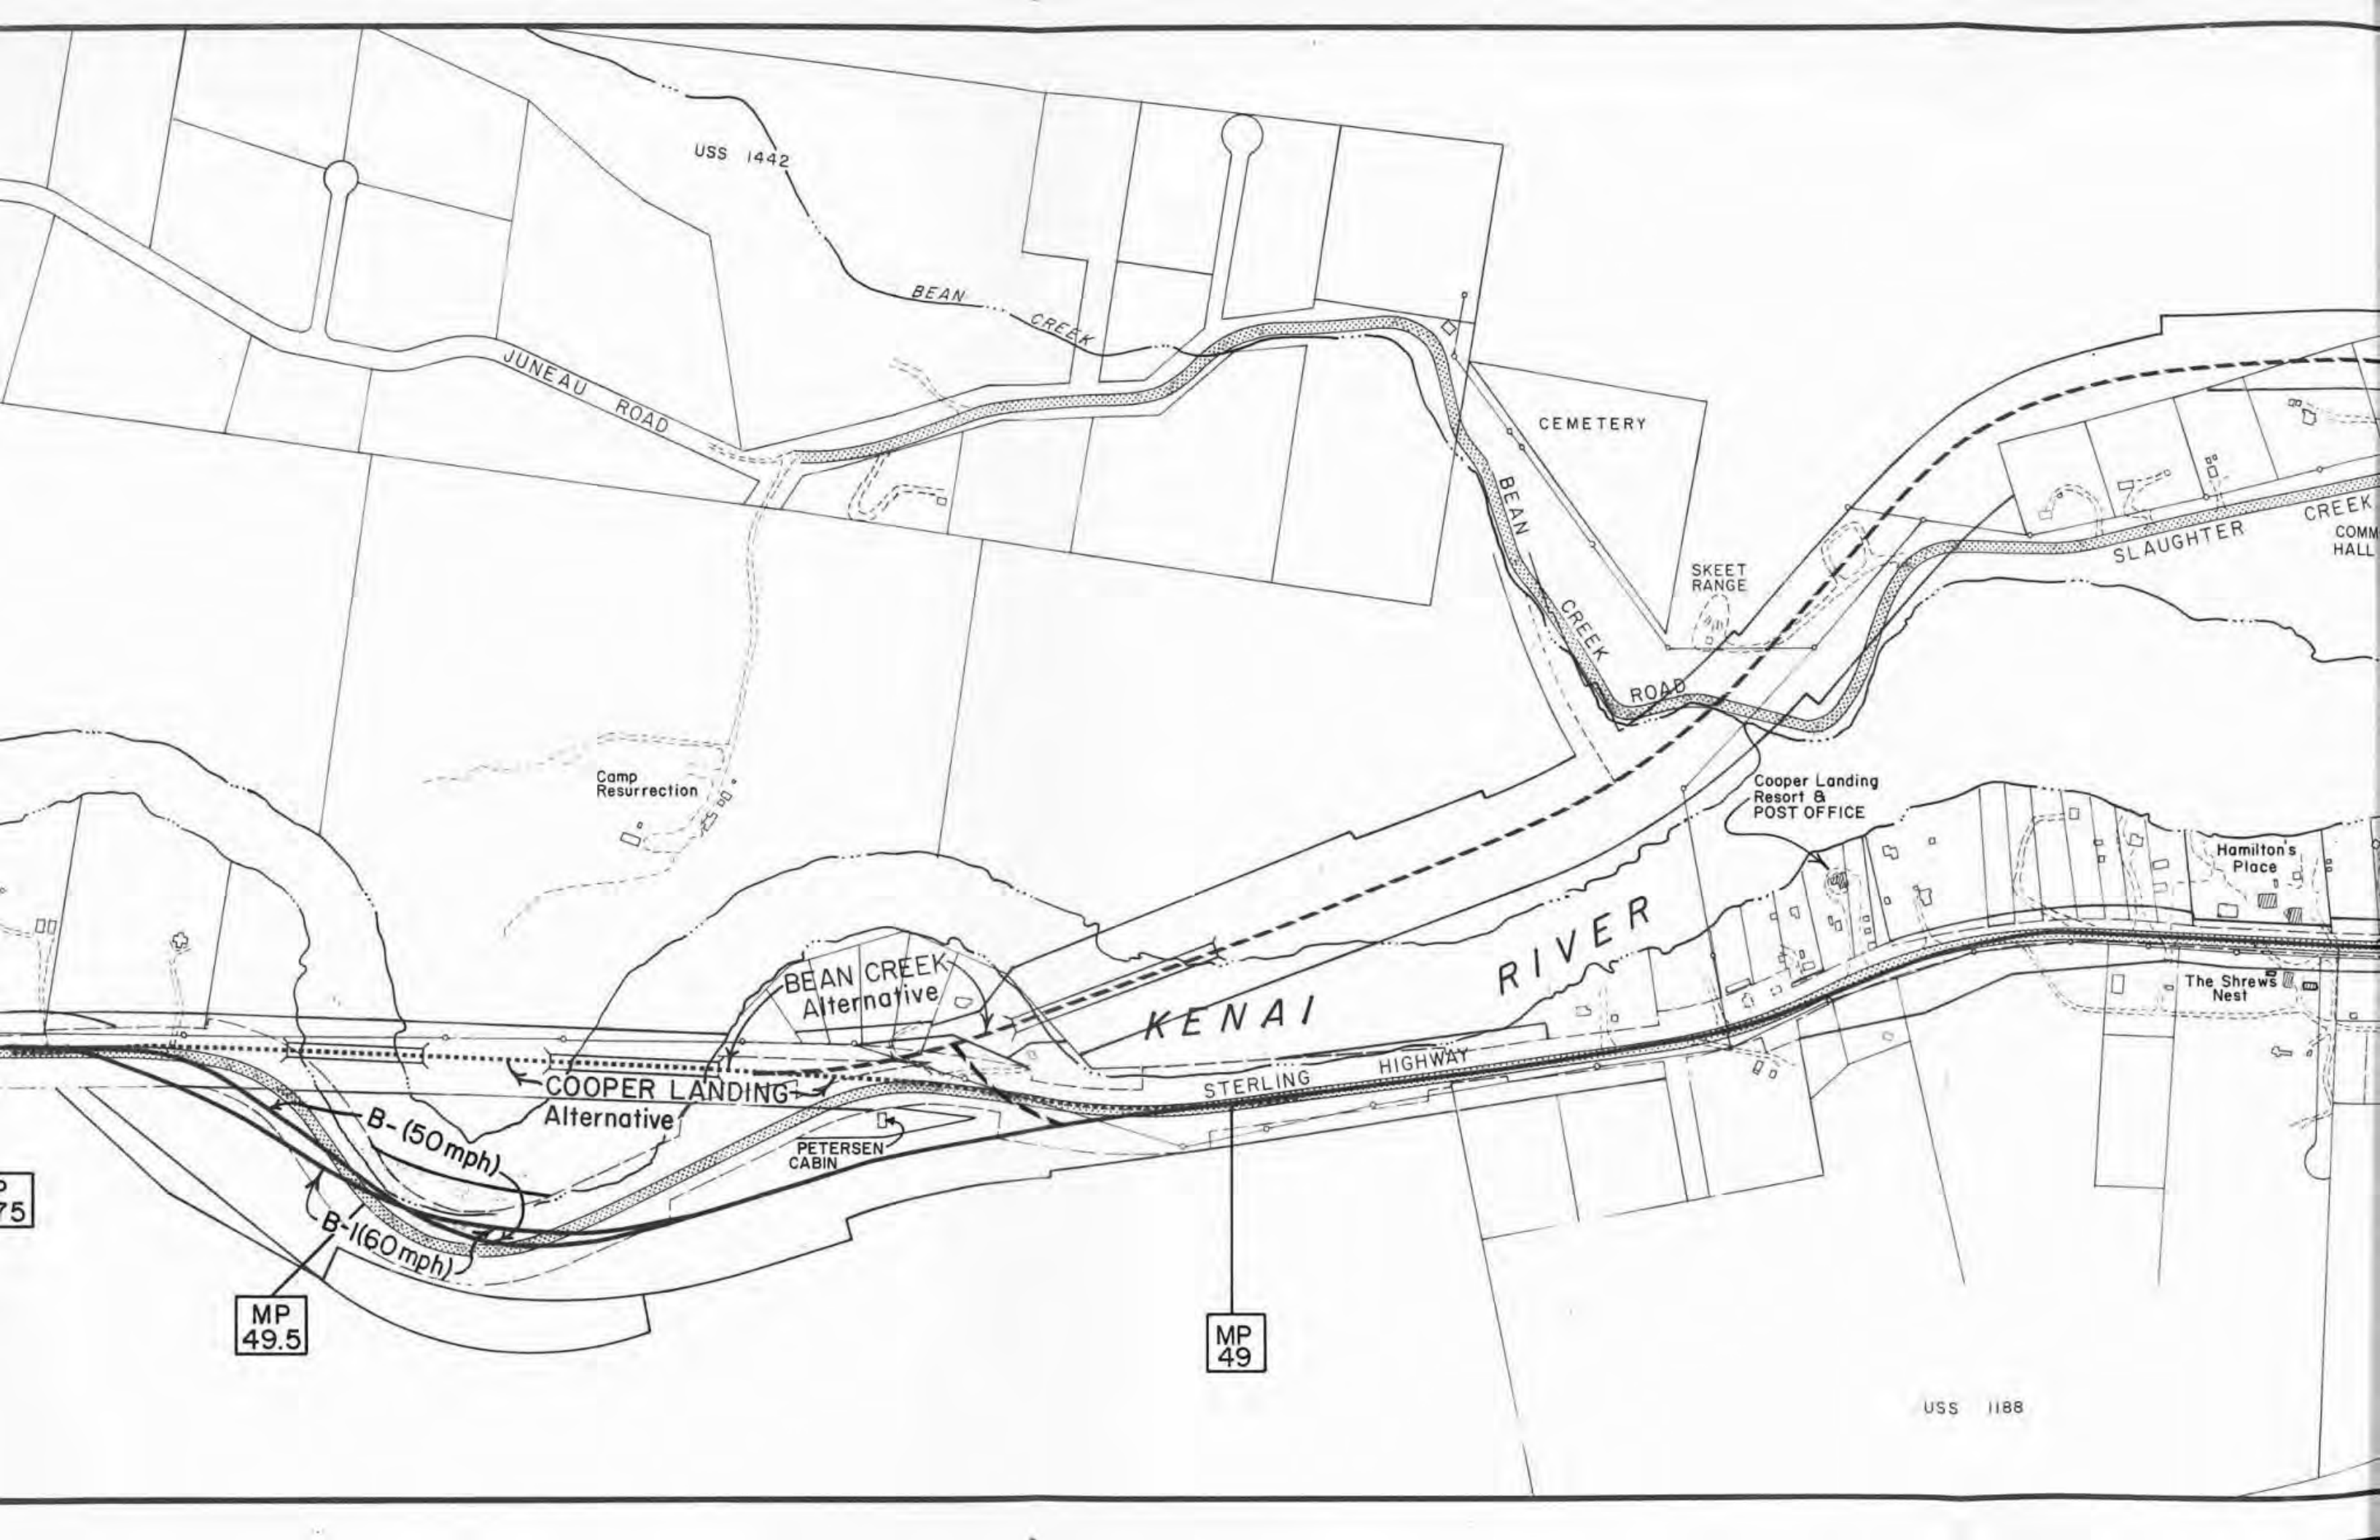 USS 1442
BEAN
CREEK
JUNEAU ROAD
CEMETERY
BEAN
CREEK
ROAD
SKEET
RANGE
SLAUGHTER
CREEK
COMM
HALL
Camp
Resurrection
Cooper Landing
Resort &
POST OFFICE
Hamilton's
Place
BEAN CREEK
Alternative
KENAI
RIVER
The Shrews
Nest
STERLING
HIGHWAY
COOPER LANDING
Alternative
B-(50mph)
PETERSEN
CABIN
B-1(60mph)
75
MP
49.5
MP
49
USS 1188